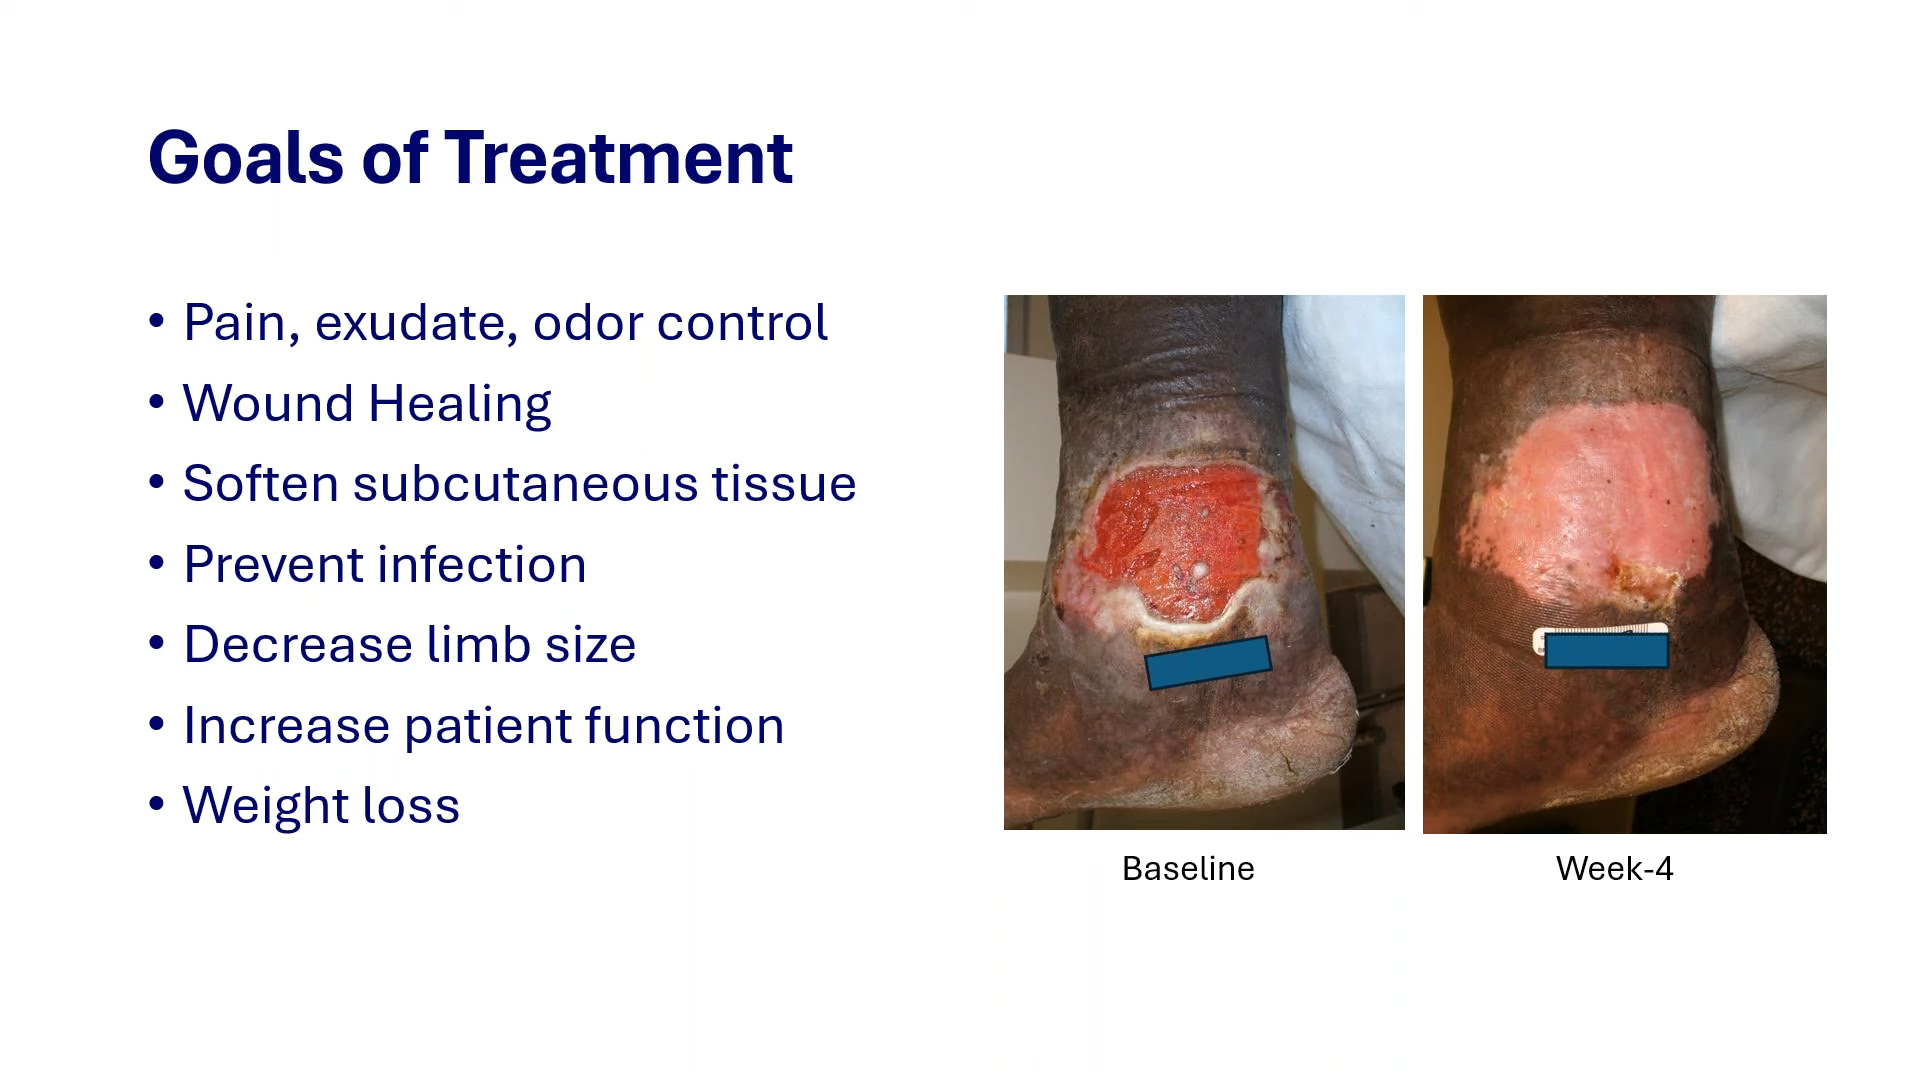 Goals of Treatment
• Pain, exudate, odor control
• Wound Healing
• Soften subcutaneous tissue
• Prevent infection
• Decrease limb size
• Increase patient function
• Weight loss
Baseline
Week-4